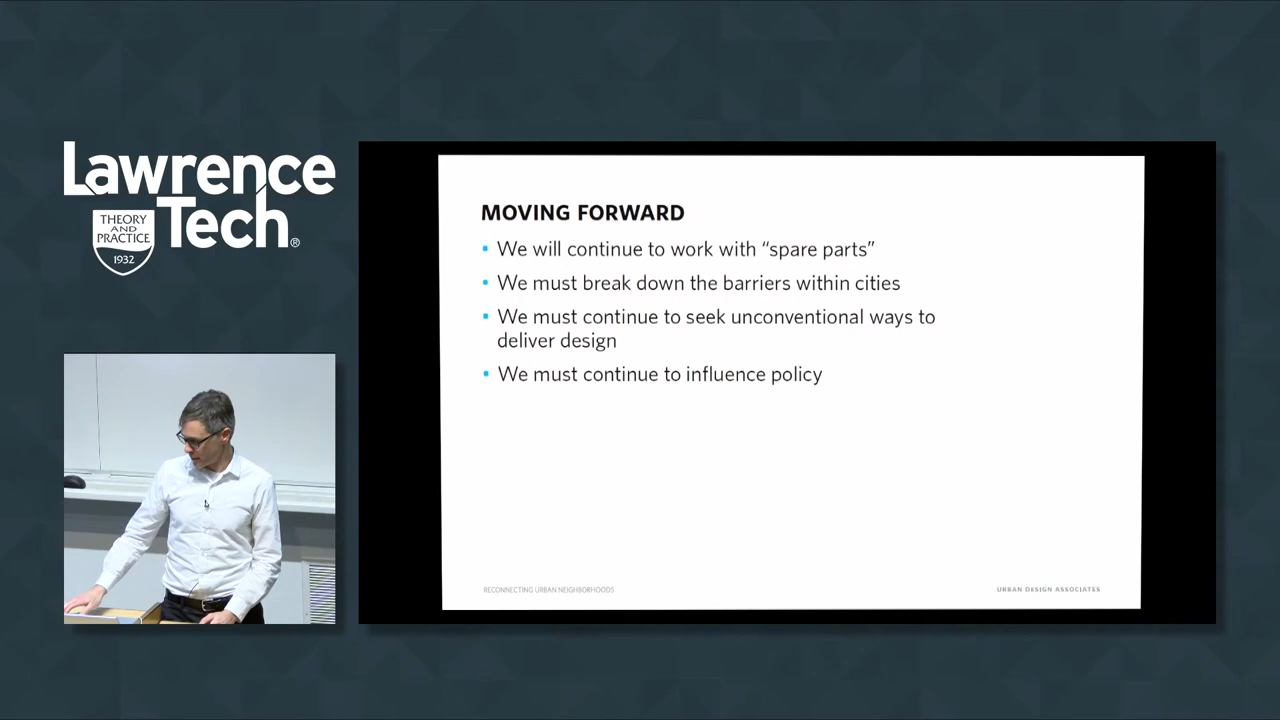 Lawrence
Tech®
THEORY
AND
PRACTICE
1932
MOVING FORWARD
• We will continue to work with “spare parts”
• We must break down the barriers within cities
• We must continue to seek unconventional ways to
deliver design
• We must continue to influence policy
RECONNECTING URBAN NEIGHBORHOODS
URBAN DESIGN ASSOCIATES